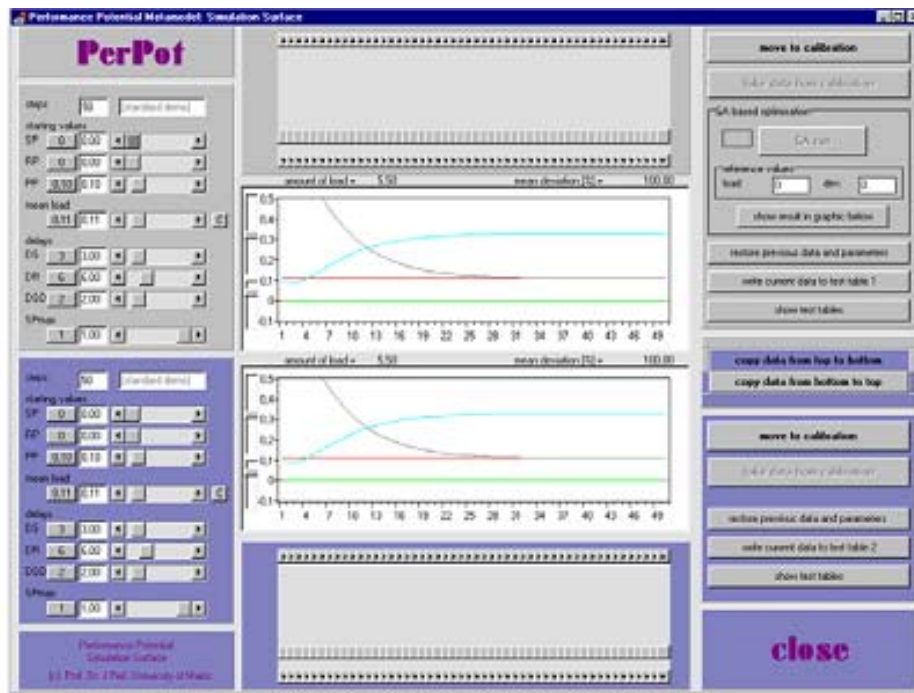 Performance Potential Metamodel: Simulation Surface
PerPot
steps 50 [standard demo]
starting values
SP 0 0.00
RP 0 0.00
PP 0.10 0.10
mean load
0.11 0.11 C
delays
DS 3 3.00
DR 6 6.00
2 2.00
SPmax
1 1.00
amount of load = 5.50 mean deviation [%] = 100.00
0.5
0.4
0.3
0.2
0.1
0
-0.1
1 4 7 10 13 16 19 22 25 28 31 34 37 40 43 46 49
move to calibration
take data from calibration
GA based optimisation
GA run
reference values
load 0 dev 0
show result in graphic below
restore previous data and parameters
write current data to test table 1
show test tables
steps 50 [standard demo]
starting values
SP 0 0.00
RP 0 0.00
PP 0.10 0.10
mean load
0.11 0.11 C
delays
DS 3 3.00
DR 6 6.00
2 2.00
SPmax
1 1.00
amount of load = 5.50 mean deviation [%] = 100.00
0.5
0.4
0.3
0.2
0.1
0
-0.1
1 4 7 10 13 16 19 22 25 28 31 34 37 40 43 46 49
copy data from top to bottom
copy data from bottom to top
move to calibration
take data from calibration
restore previous data and parameters
write current data to test table 2
show test tables
Performance Potential
Simulation Surface
(c) Prof. Dr. J. Perl, University of Mainz
close